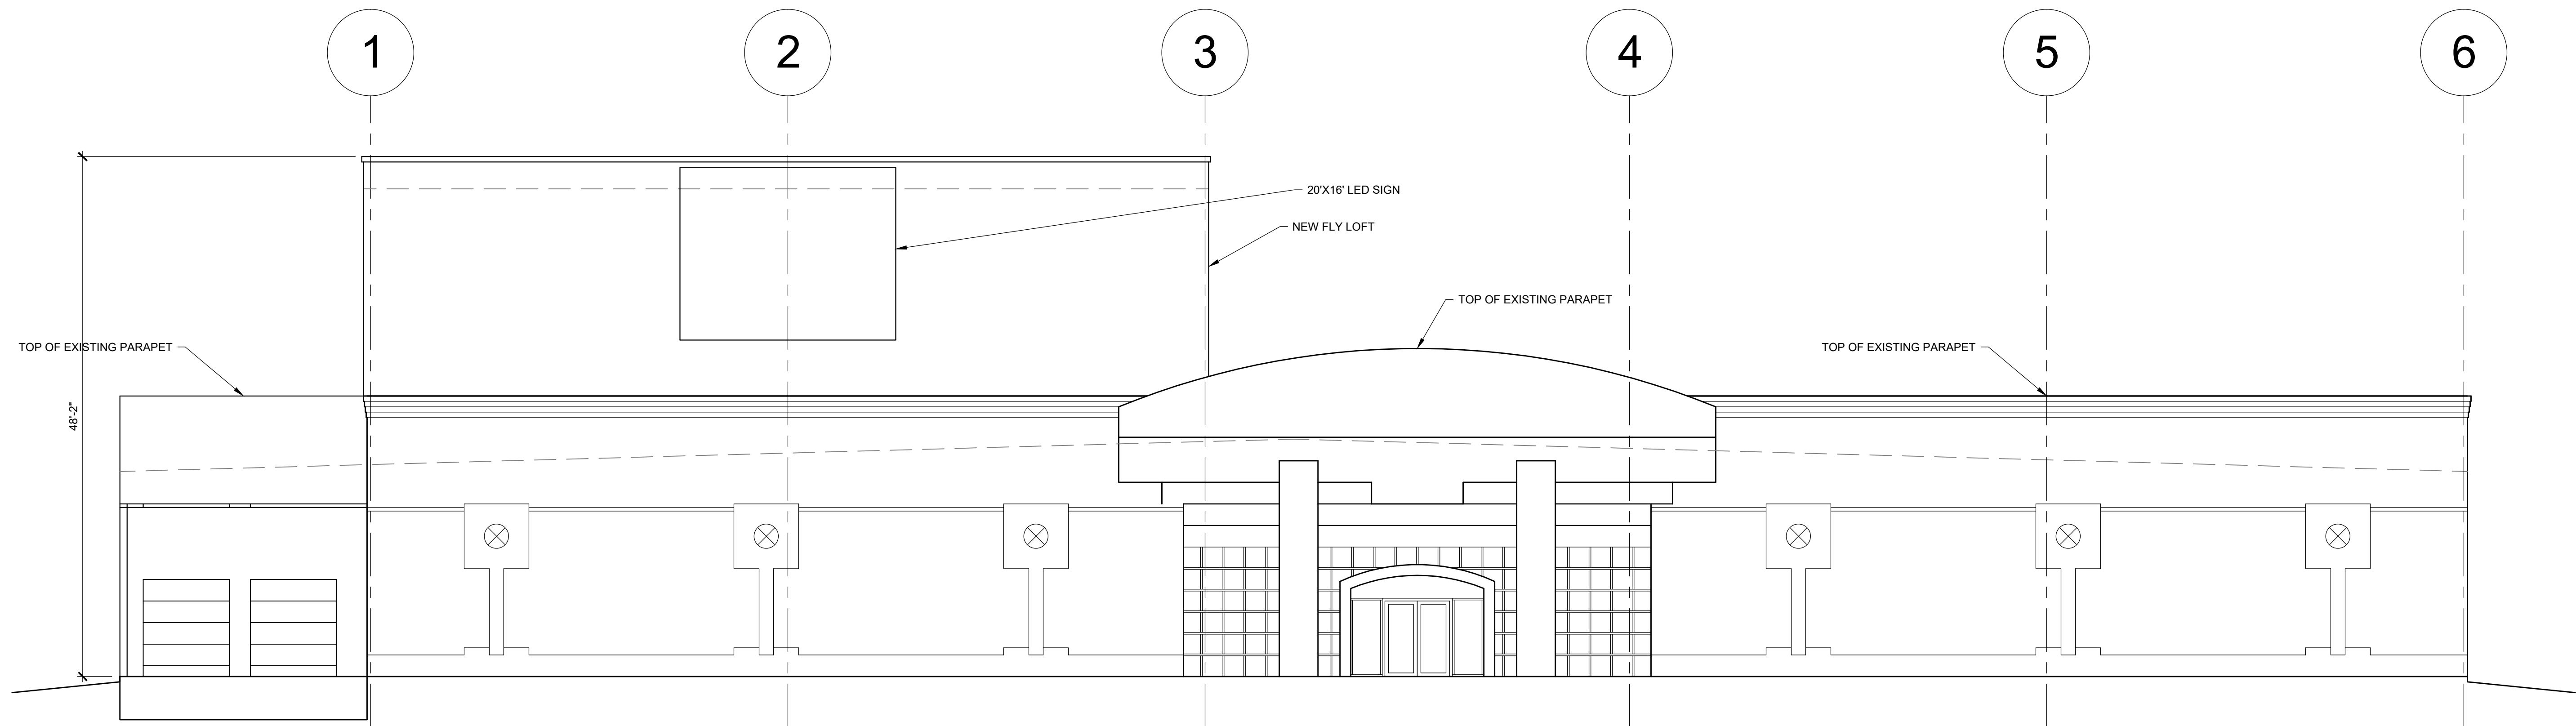 1
2
3
4
5
6
20'X16' LED SIGN
NEW FLY LOFT
TOP OF EXISTING PARAPET
TOP OF EXISTING PARAPET
TOP OF EXISTING PARAPET
48'-2"